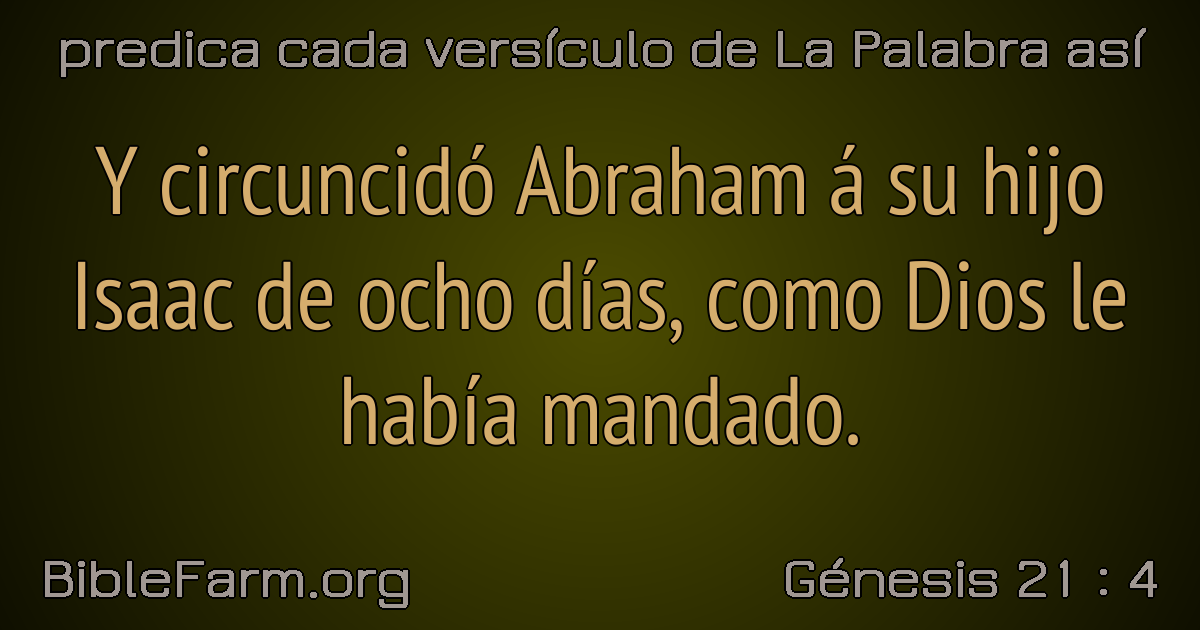 predica cada versículo de La Palabra así
Y circuncidó Abraham á su hijo
Isaac de ocho días, como Dios le
había mandado.
BibleFarm.org
Génesis 21 : 4